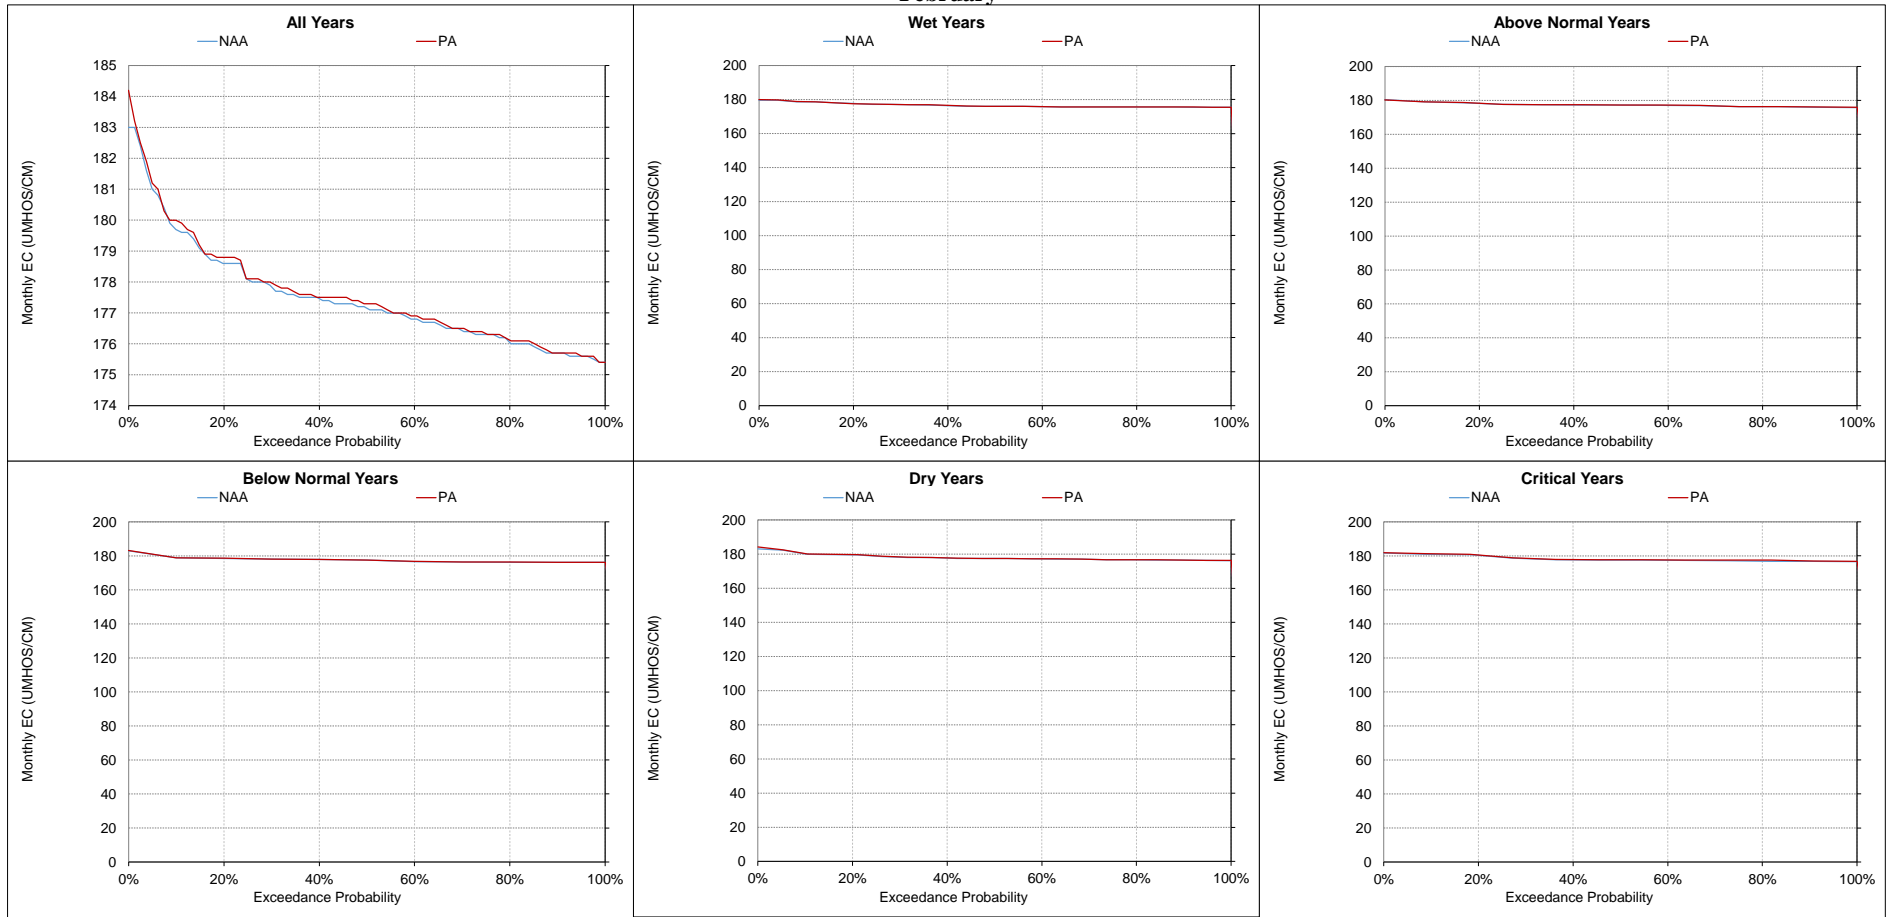 February
All Years
NAA PA
185
184
183
182
181
180
179
178
177
176
175
174
Monthly EC (UMHOS/CM)
0% 20% 40% 60% 80% 100%
Exceedance Probability
Wet Years
NAA PA
200
180
160
140
120
100
80
60
40
20
0
Monthly EC (UMHOS/CM)
0% 20% 40% 60% 80% 100%
Exceedance Probability
Above Normal Years
NAA PA
200
180
160
140
120
100
80
60
40
20
0
Monthly EC (UMHOS/CM)
0% 20% 40% 60% 80% 100%
Exceedance Probability
Below Normal Years
NAA PA
200
180
160
140
120
100
80
60
40
20
0
Monthly EC (UMHOS/CM)
0% 20% 40% 60% 80% 100%
Exceedance Probability
Dry Years
NAA PA
200
180
160
140
120
100
80
60
40
20
0
Monthly EC (UMHOS/CM)
0% 20% 40% 60% 80% 100%
Exceedance Probability
Critical Years
NAA PA
200
180
160
140
120
100
80
60
40
20
0
Monthly EC (UMHOS/CM)
0% 20% 40% 60% 80% 100%
Exceedance Probability